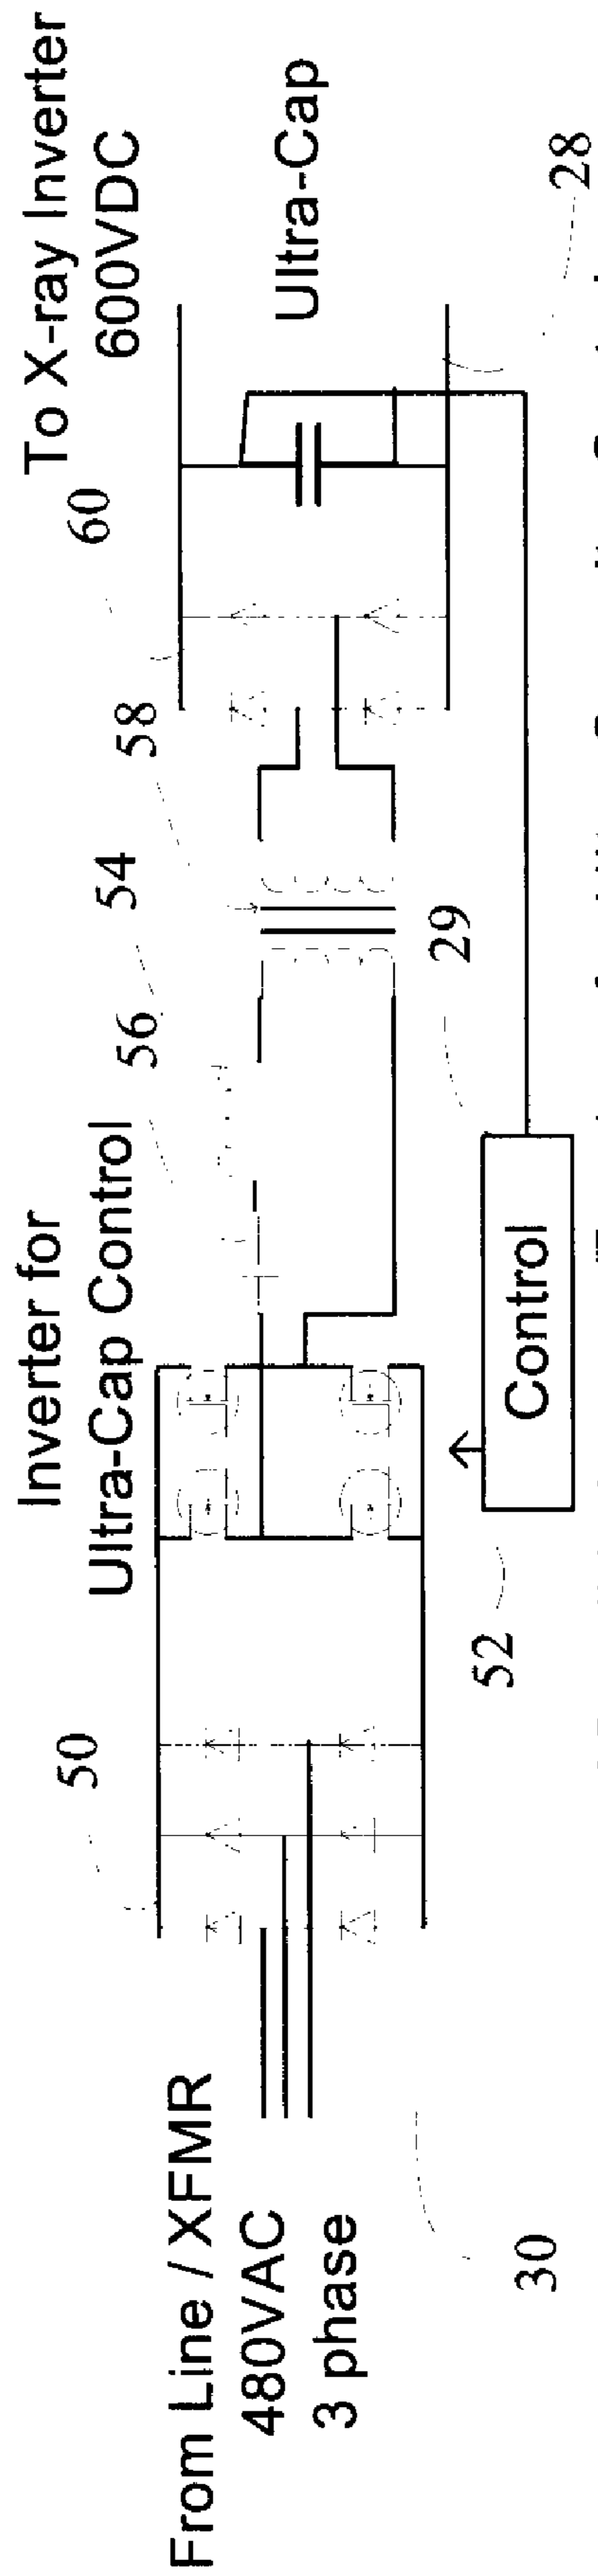 From Line / XFMR
480VAC
3 phase
30
50
Inverter for
Ultra-Cap Control
52
Control
29
56
54
58
60
To X-ray Inverter
600VDC
Ultra-Cap
28